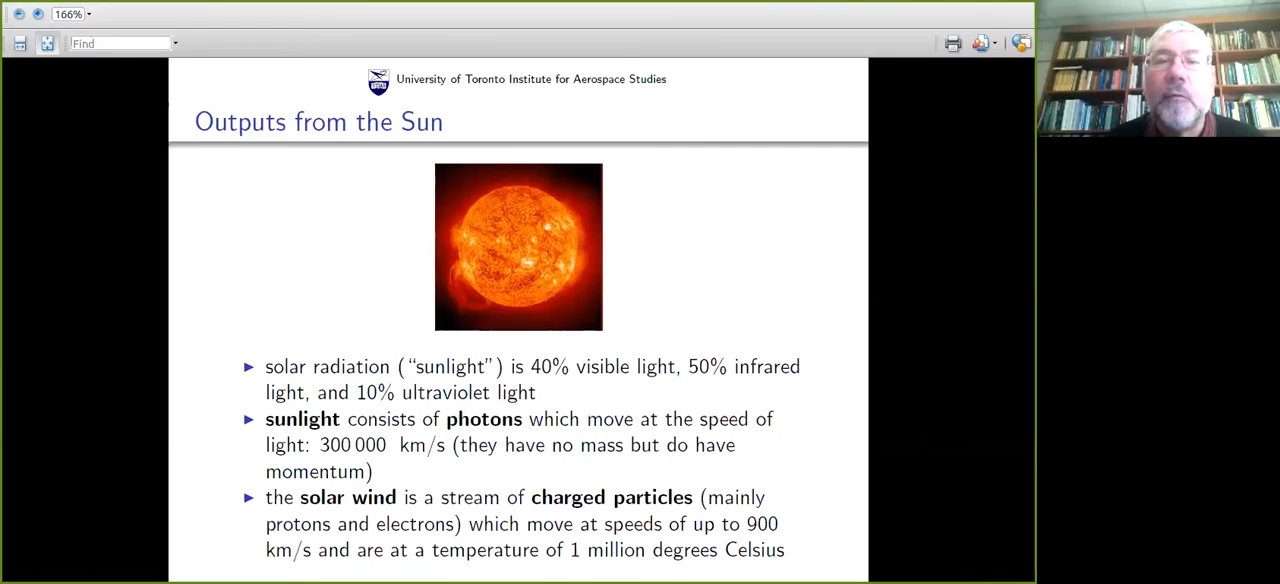 166%
Find
University of Toronto Institute for Aerospace Studies
Outputs from the Sun
solar radiation (“sunlight”) is 40% visible light, 50% infrared
light, and 10% ultraviolet light
sunlight consists of photons which move at the speed of
light: 300 000 km/s (they have no mass but do have
momentum)
the solar wind is a stream of charged particles (mainly
protons and electrons) which move at speeds of up to 900
km/s and are at a temperature of 1 million degrees Celsius